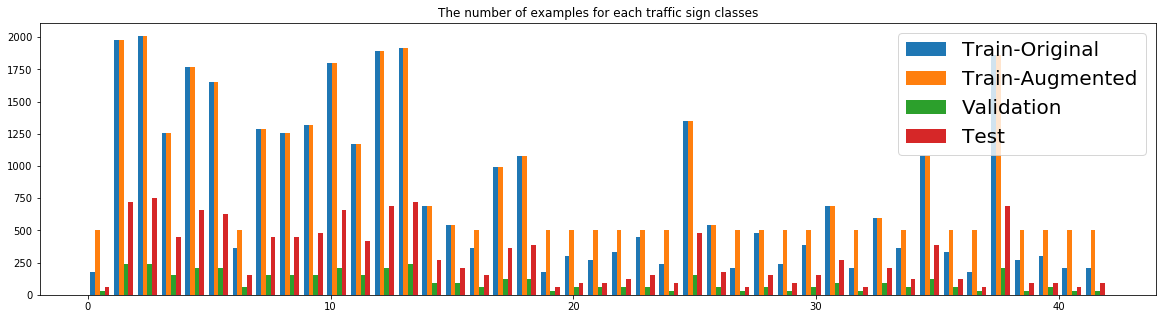 The number of examples for each traffic sign classes
2000
1750
1500
1250
1000
750
500
250
0
0 10 20 30 40
Train-Original
Train-Augmented
Validation
Test